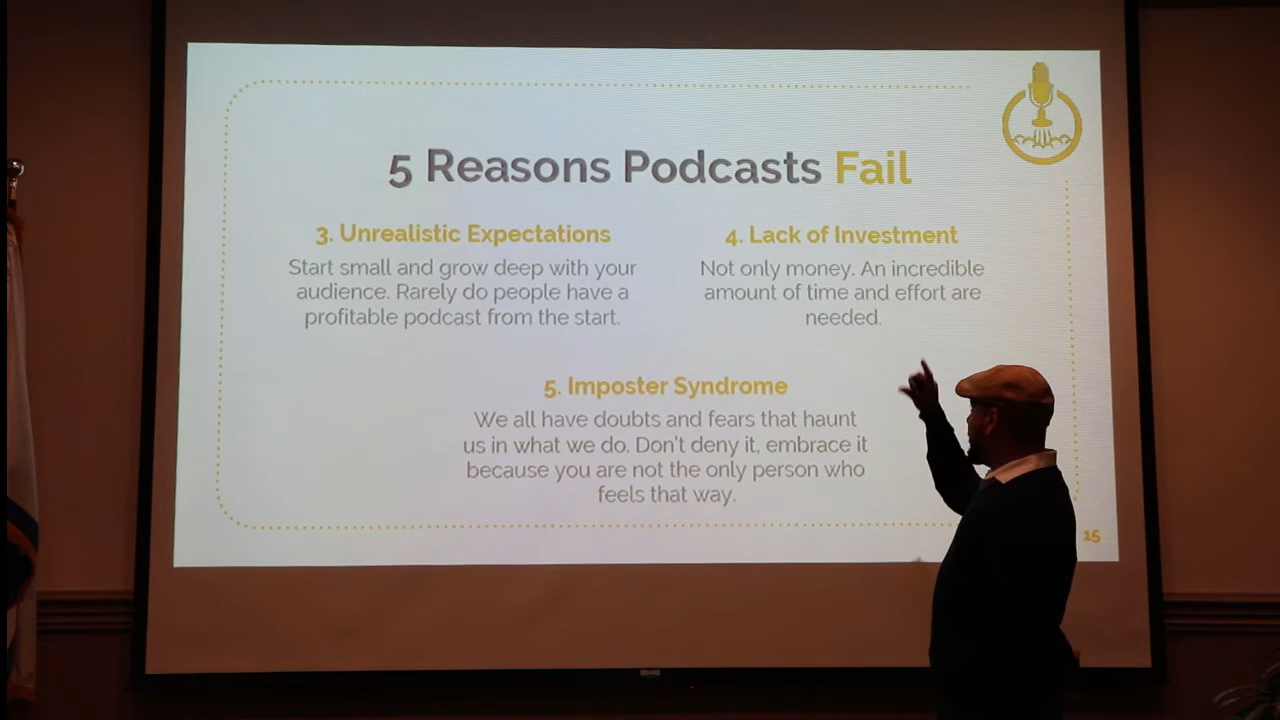 5 Reasons Podcasts Fail
3. Unrealistic Expectations
Start small and grow deep with your
audience. Rarely do people have a
profitable podcast from the start.
4. Lack of Investment
Not only money. An incredible
amount of time and effort are
needed.
5. Imposter Syndrome
We all have doubts and fears that haunt
us in what we do. Don't deny it, embrace it
because you are not the only person who
feels that way.
15